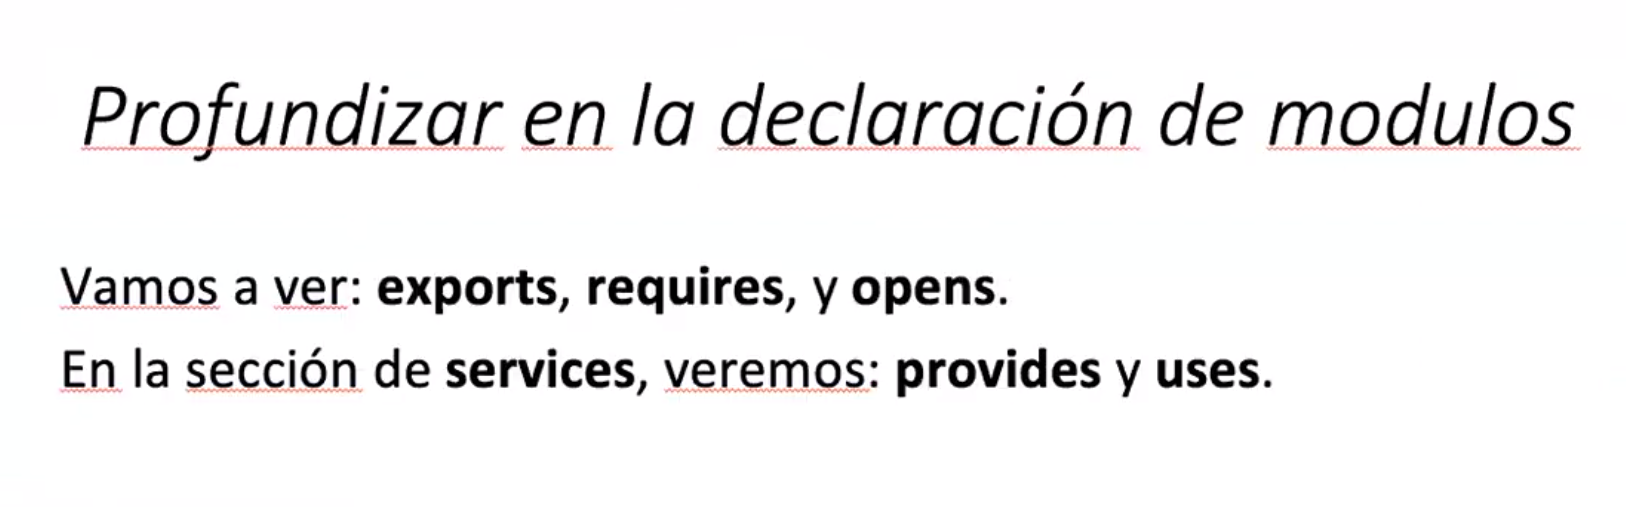 Profundizar en la declaración de modulos
Vamos a ver: exports, requires, y opens.
En la sección de services, veremos: provides y uses.